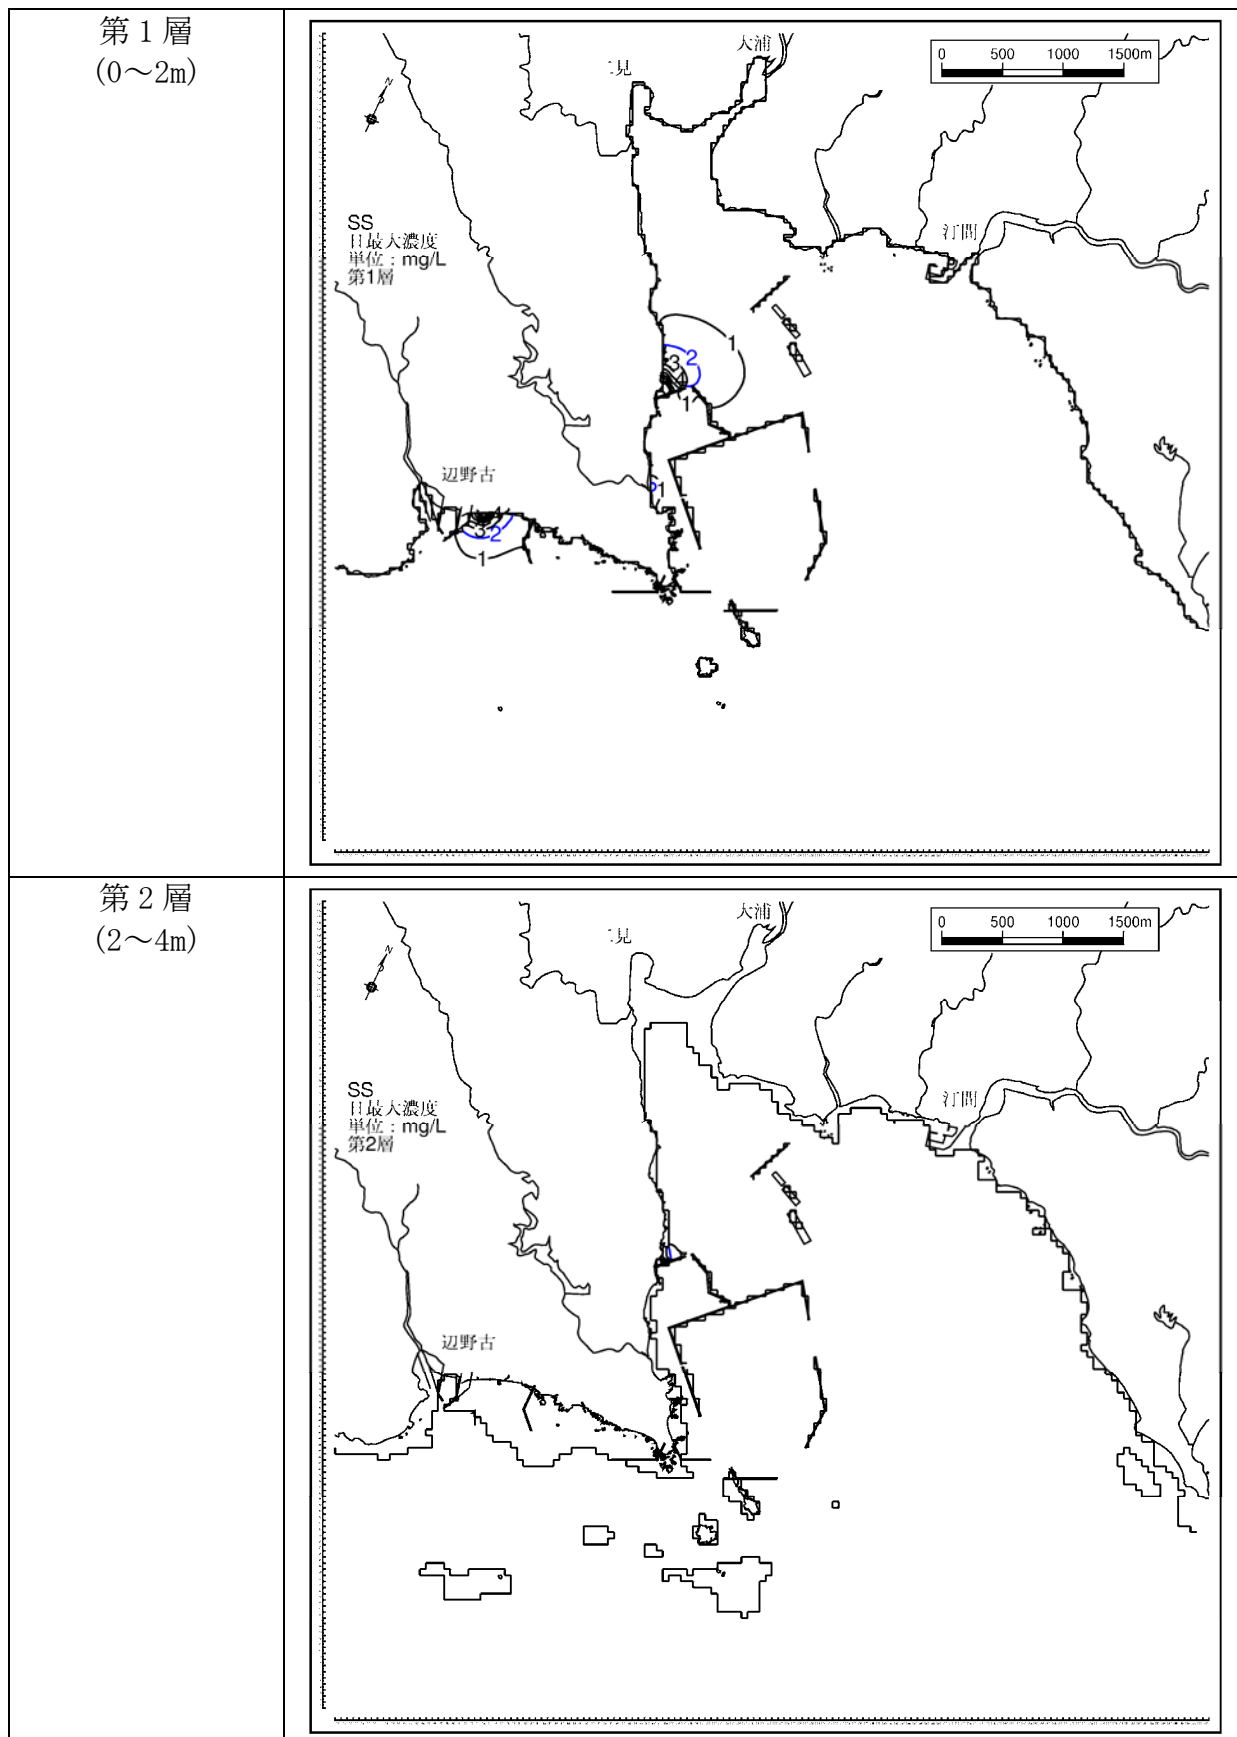 第1層
(0～2m)
大浦
二見
0 500 1000 1500m
N
SS
日最大濃度
単位：mg/L
第1層
汀間
1
2
3
1
1
辺野古
3
2
1
第2層
(2～4m)
大浦
二見
0 500 1000 1500m
N
SS
日最大濃度
単位：mg/L
第2層
汀間
辺野古